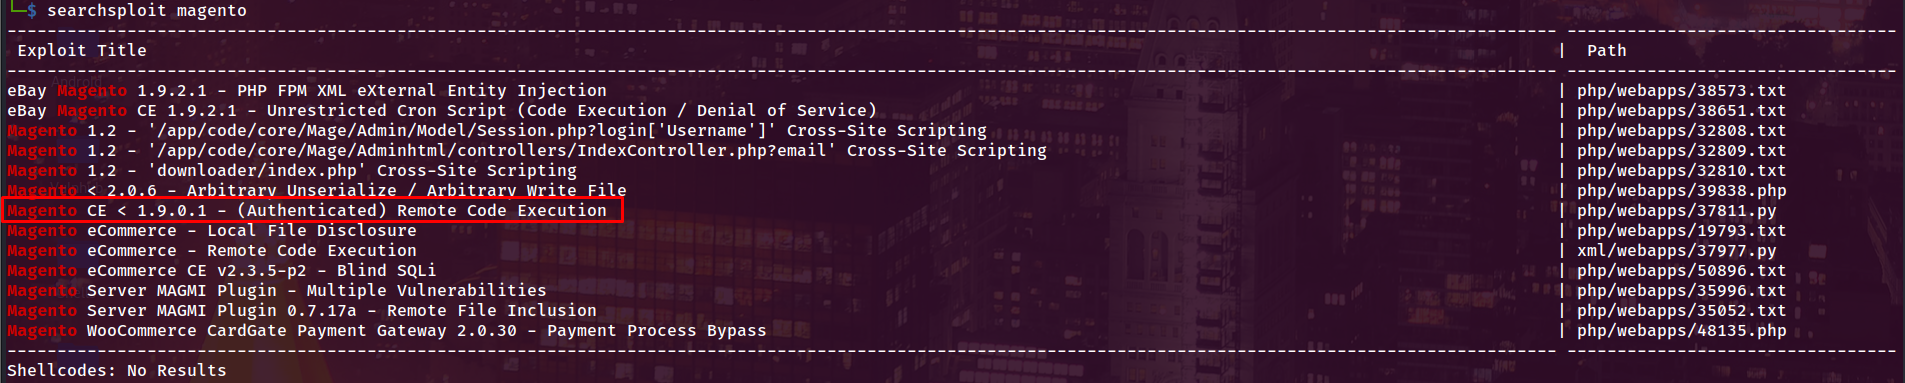 └─$ searchsploit magento
Exploit Title | Path
eBay Magento 1.9.2.1 - PHP FPM XML eXternal Entity Injection | php/webapps/38573.txt
eBay Magento CE 1.9.2.1 - Unrestricted Cron Script (Code Execution / Denial of Service) | php/webapps/38651.txt
Magento 1.2 - '/app/code/core/Mage/Admin/Model/Session.php?login['Username']' Cross-Site Scripting | php/webapps/32808.txt
Magento 1.2 - '/app/code/core/Mage/Adminhtml/controllers/IndexController.php?email' Cross-Site Scripting | php/webapps/32809.txt
Magento 1.2 - 'downloader/index.php' Cross-Site Scripting | php/webapps/32810.txt
Magento < 2.0.6 - Arbitrary Unserialize / Arbitrary Write File | php/webapps/39838.php
Magento CE < 1.9.0.1 - (Authenticated) Remote Code Execution | php/webapps/37811.py
Magento eCommerce - Local File Disclosure | php/webapps/19793.txt
Magento eCommerce - Remote Code Execution | xml/webapps/37977.py
Magento eCommerce CE v2.3.5-p2 - Blind SQLi | php/webapps/50896.txt
Magento Server MAGMI Plugin - Multiple Vulnerabilities | php/webapps/35996.txt
Magento Server MAGMI Plugin 0.7.17a - Remote File Inclusion | php/webapps/35052.txt
Magento WooCommerce CardGate Payment Gateway 2.0.30 - Payment Process Bypass | php/webapps/48135.php
Shellcodes: No Results